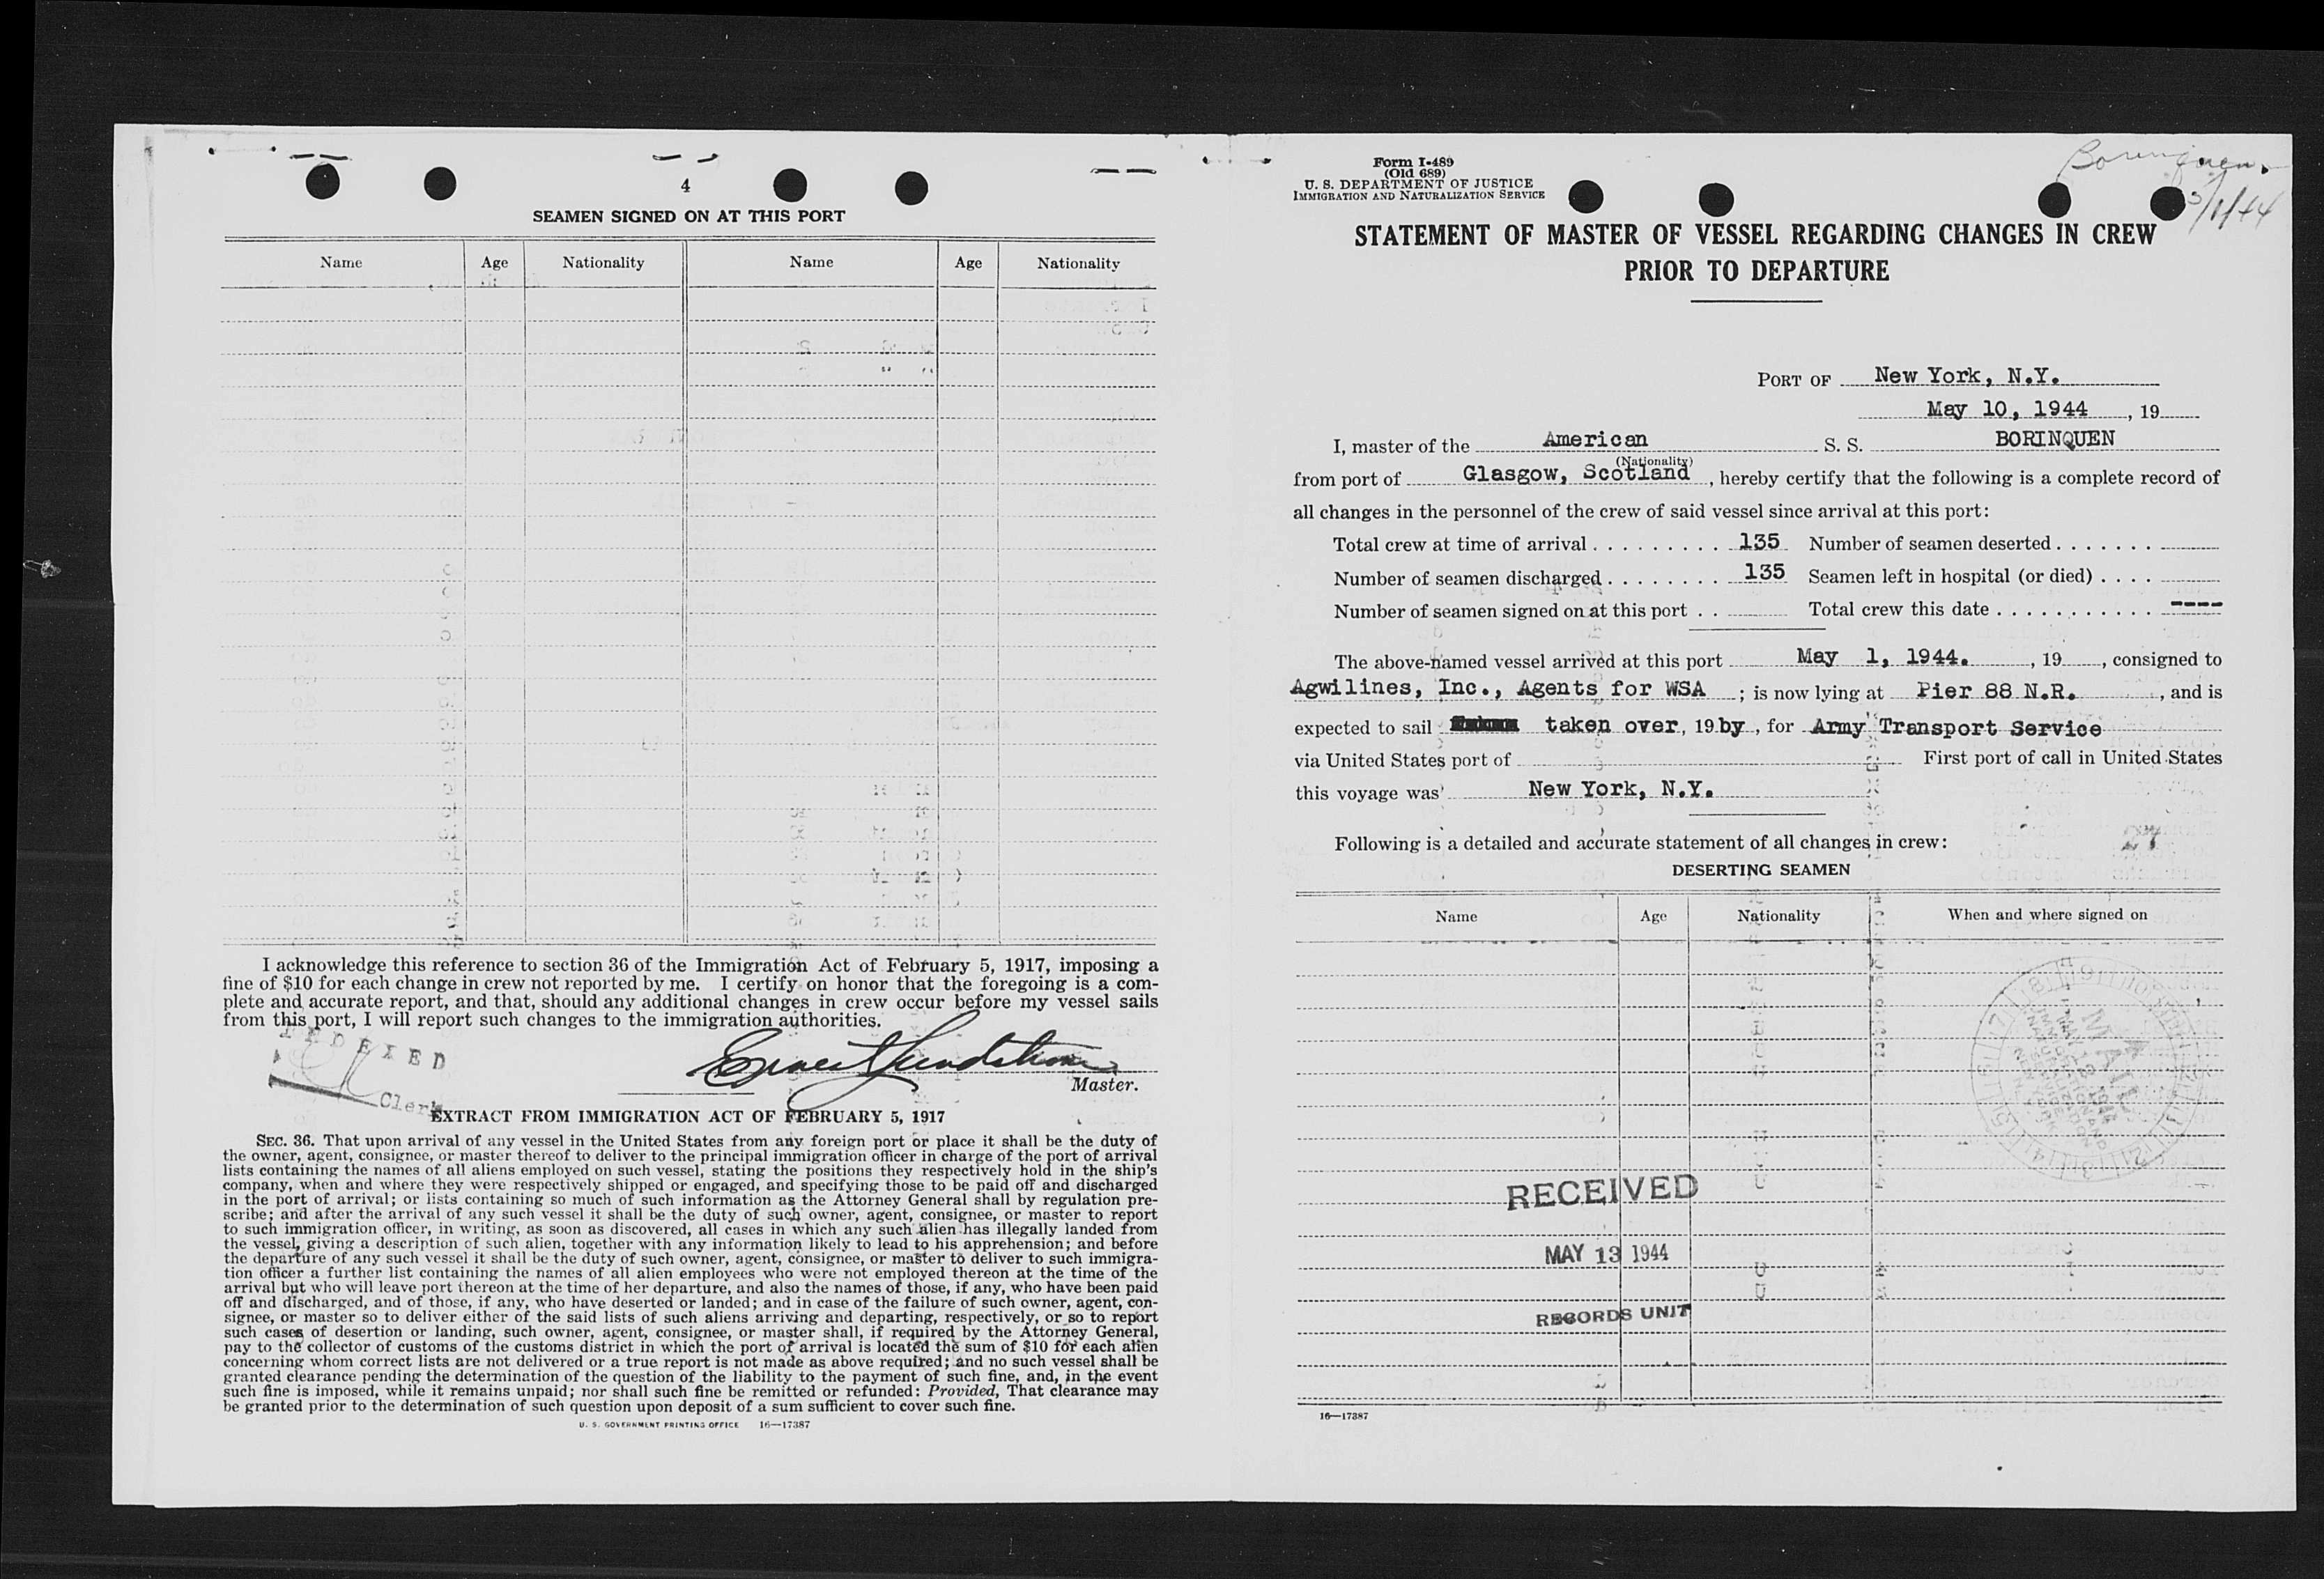 4
SEAMEN SIGNED ON AT THIS PORT
Name Age Nationality Name Age Nationality
I acknowledge this reference to section 36 of the Immigration Act of February 5, 1917, imposing a
fine of $10 for each change in crew not reported by me. I certify on honor that the foregoing is a com-
plete and accurate report, and that, should any additional changes in crew occur before my vessel sails
from this port, I will report such changes to the immigration authorities.
INDEXED
Clerk
Master.
EXTRACT FROM IMMIGRATION ACT OF FEBRUARY 5, 1917
SEC. 36. That upon arrival of any vessel in the United States from any foreign port or place it shall be the duty of
the owner, agent, consignee, or master thereof to deliver to the principal immigration officer in charge of the port of arrival
lists containing the names of all aliens employed on such vessel, stating the positions they respectively hold in the ship's
company, when and where they were respectively shipped or engaged, and specifying those to be paid off and discharged
in the port of arrival; or lists containing so much of such information as the Attorney General shall by regulation pre-
scribe; and after the arrival of any such vessel it shall be the duty of such owner, agent, consignee, or master to report
to such immigration officer, in writing, as soon as discovered, all cases in which any such alien has illegally landed from
the vessel, giving a description of such alien, together with any information likely to lead to his apprehension; and before
the departure of any such vessel it shall be the duty of such owner, agent, consignee, or master to deliver to such immigra-
tion officer a further list containing the names of all alien employees who were not employed thereon at the time of the
arrival but who will leave port thereon at the time of her departure, and also the names of those, if any, who have been paid
off and discharged, and of those, if any, who have deserted or landed; and in case of the failure of such owner, agent, con-
signee, or master so to deliver either of the said lists of such aliens arriving and departing, respectively, or so to report
such cases of desertion or landing, such owner, agent, consignee, or master shall, if required by the Attorney General,
pay to the collector of customs of the customs district in which the port of arrival is located the sum of $10 for each alien
concerning whom correct lists are not delivered or a true report is not made as above required; and no such vessel shall be
granted clearance pending the determination of the question of the liability to the payment of such fine, and, in the event
such fine is imposed, while it remains unpaid; nor shall such fine be remitted or refunded: Provided, That clearance may
be granted prior to the determination of such question upon deposit of a sum sufficient to cover such fine.
U. S. GOVERNMENT PRINTING OFFICE 16—17387
Form I-489
(Old 689)
U. S. DEPARTMENT OF JUSTICE
IMMIGRATION AND NATURALIZATION SERVICE
Borinquen.
5/1/44
STATEMENT OF MASTER OF VESSEL REGARDING CHANGES IN CREW
PRIOR TO DEPARTURE
PORT OF New York, N.Y.
May 10, 1944, 19
I, master of the American S. S. BORINQUEN
(Nationality)
from port of Glasgow, Scotland, hereby certify that the following is a complete record of
all changes in the personnel of the crew of said vessel since arrival at this port:
Total crew at time of arrival . . . . . . . . . 135 Number of seamen deserted . . . . . . .
Number of seamen discharged . . . . . . . . 135 Seamen left in hospital (or died) . . . .
Number of seamen signed on at this port . . Total crew this date . . . . . . . . . . . ----
The above-named vessel arrived at this port May 1, 1944. , 19 , consigned to
Agwilines, Inc., Agents for WSA ; is now lying at Pier 88 N.R. , and is
expected to sail taken over, 19 by , for Army Transport Service
via United States port of First port of call in United States
this voyage was New York, N.Y.
Following is a detailed and accurate statement of all changes in crew:
27
DESERTING SEAMEN
Name Age Nationality When and where signed on
RECEIVED
MAY 13 1944
RECORDS UNIT
16—17387